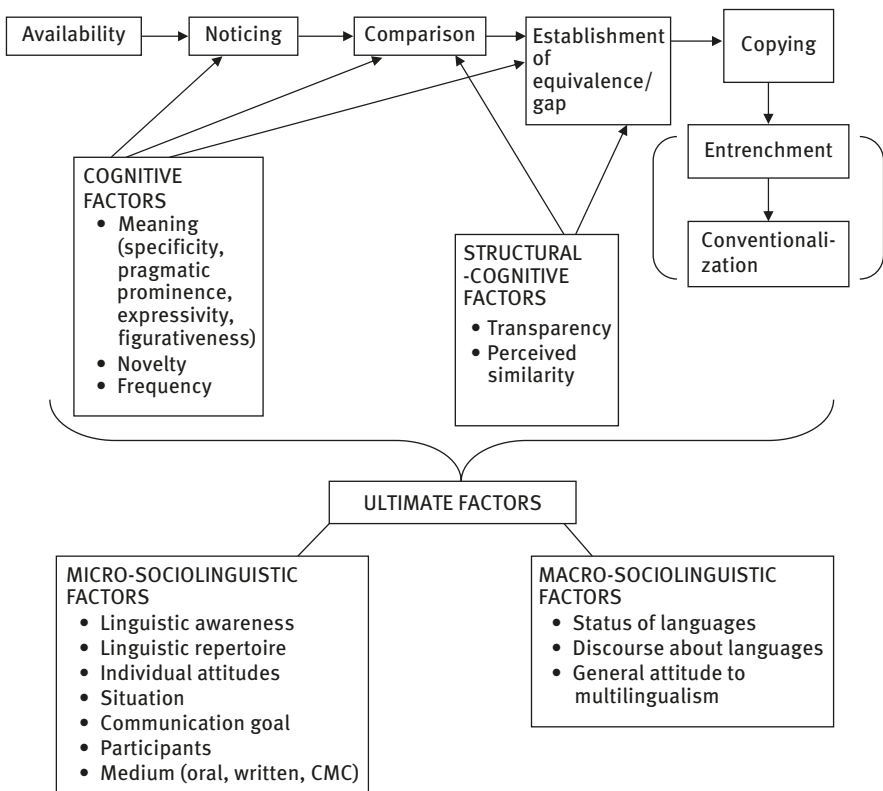 Availability
Noticing
Comparison
Establishment
of
equivalence/
gap
Copying
Entrenchment
Conventionali-
zation
COGNITIVE
FACTORS
• Meaning
(specificity,
pragmatic
prominence,
expressivity,
figurativeness)
• Novelty
• Frequency
STRUCTURAL
-COGNITIVE
FACTORS
• Transparency
• Perceived
similarity
ULTIMATE FACTORS
MICRO-SOCIOLINGUISTIC
FACTORS
• Linguistic awareness
• Linguistic repertoire
• Individual attitudes
• Situation
• Communication goal
• Participants
• Medium (oral, written, CMC)
MACRO-SOCIOLINGUISTIC
FACTORS
• Status of languages
• Discourse about languages
• General attitude to
multilingualism